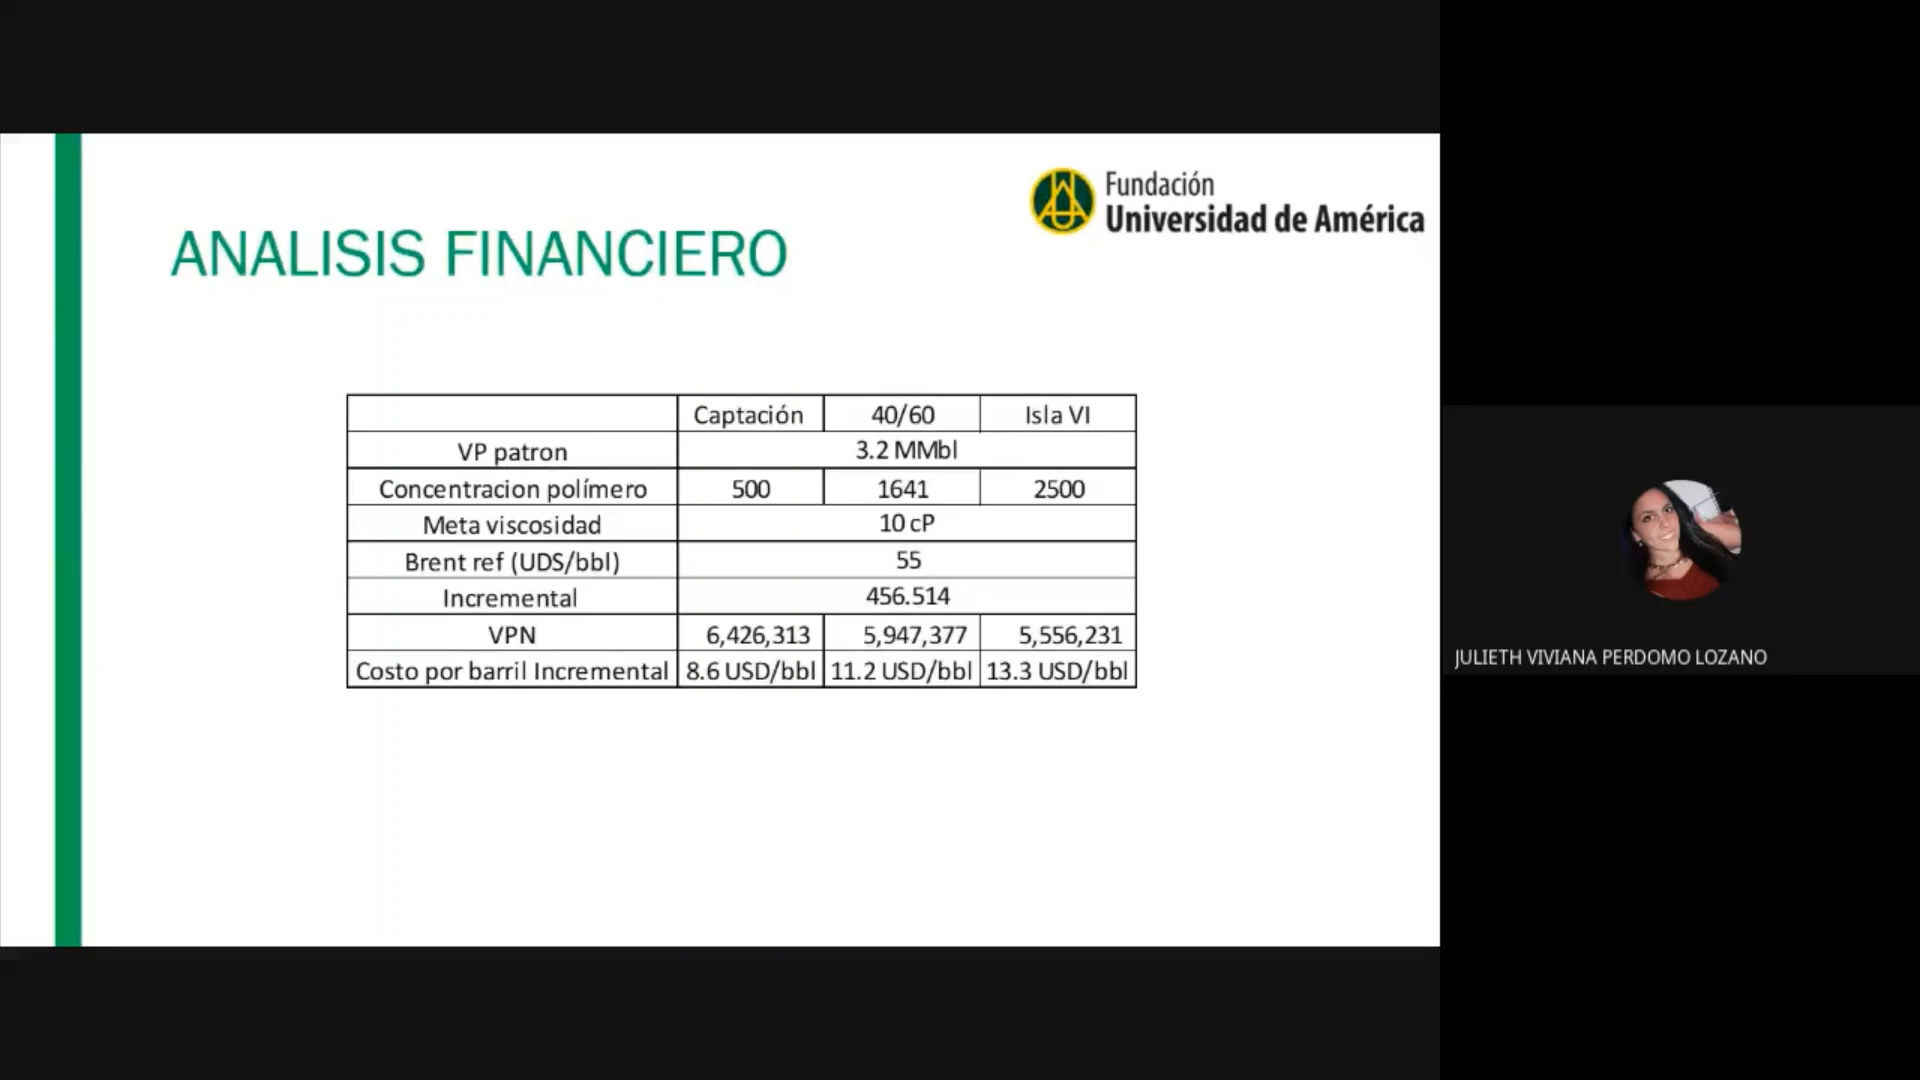 Fundación
Universidad de América
ANALISIS FINANCIERO
Captación 40/60 Isla VI
VP patron 3.2 MMbl
Concentracion polímero 500 1641 2500
Meta viscosidad 10 cP
Brent ref (UDS/bbl) 55
Incremental 456.514
VPN 6,426,313 5,947,377 5,556,231
Costo por barril Incremental 8.6 USD/bbl 11.2 USD/bbl 13.3 USD/bbl
JULIETH VIVIANA PERDOMO LOZANO